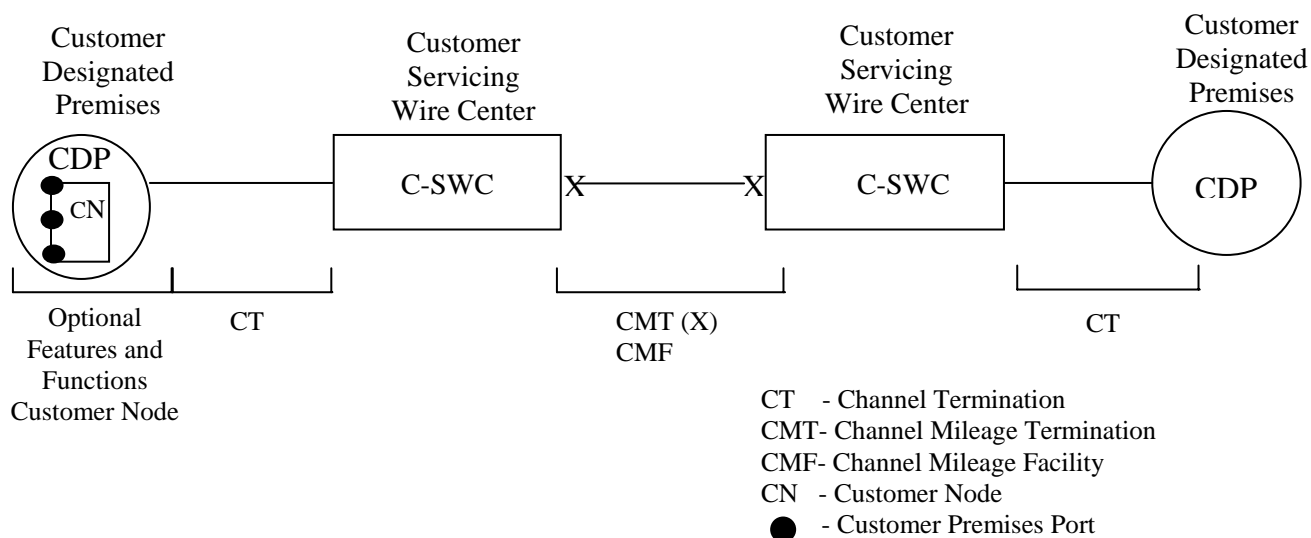 Customer
Designated
Premises
Customer
Servicing
Wire Center
Customer
Servicing
Wire Center
Customer
Designated
Premises
CDP
CN
C-SWC
X
X
C-SWC
CDP
Optional
Features and
Functions
Customer Node
CT
CMT (X)
CMF
CT
CT - Channel Termination
CMT- Channel Mileage Termination
CMF- Channel Mileage Facility
CN - Customer Node
- Customer Premises Port